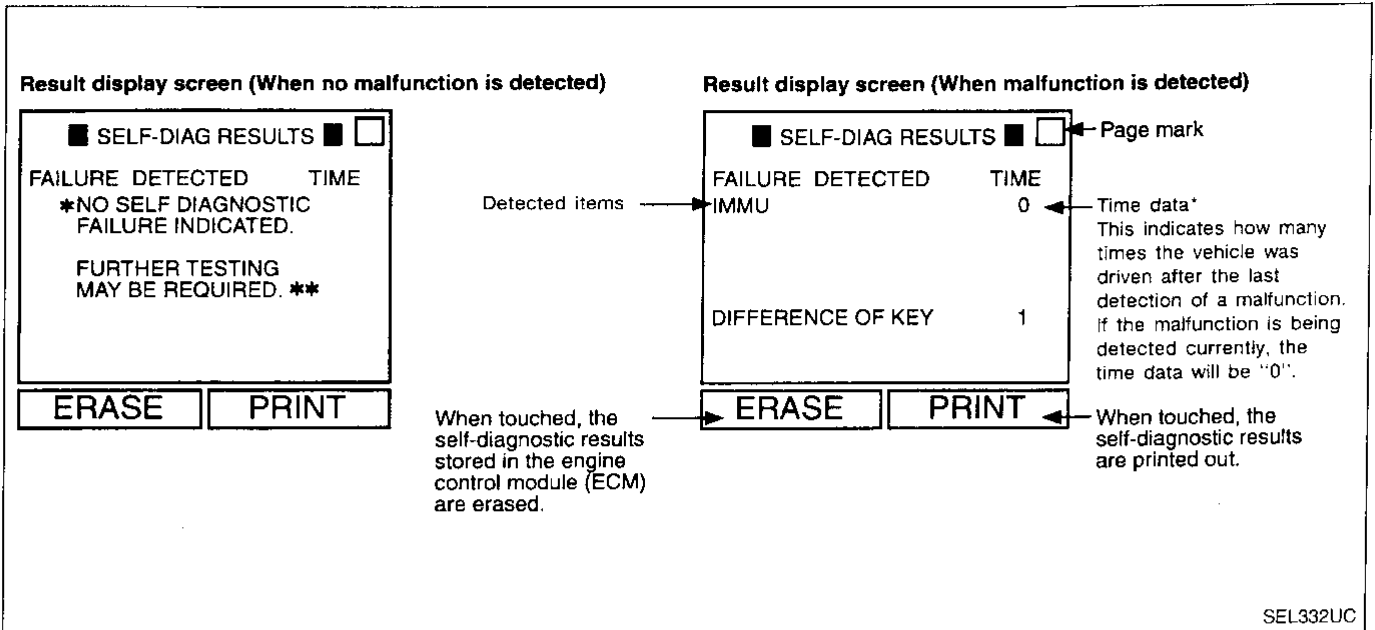 Result display screen (When no malfunction is detected)
■ SELF-DIAG RESULTS ■
FAILURE DETECTED TIME
*NO SELF DIAGNOSTIC
FAILURE INDICATED.
FURTHER TESTING
MAY BE REQUIRED. **
ERASE PRINT
Result display screen (When malfunction is detected)
■ SELF-DIAG RESULTS ■
Page mark
FAILURE DETECTED TIME
Detected items
IMMU 0
DIFFERENCE OF KEY 1
Time data*
This indicates how many
times the vehicle was
driven after the last
detection of a malfunction.
If the malfunction is being
detected currently, the
time data will be "0".
ERASE PRINT
When touched, the
self-diagnostic results
stored in the engine
control module (ECM)
are erased.
When touched, the
self-diagnostic results
are printed out.
SEL332UC